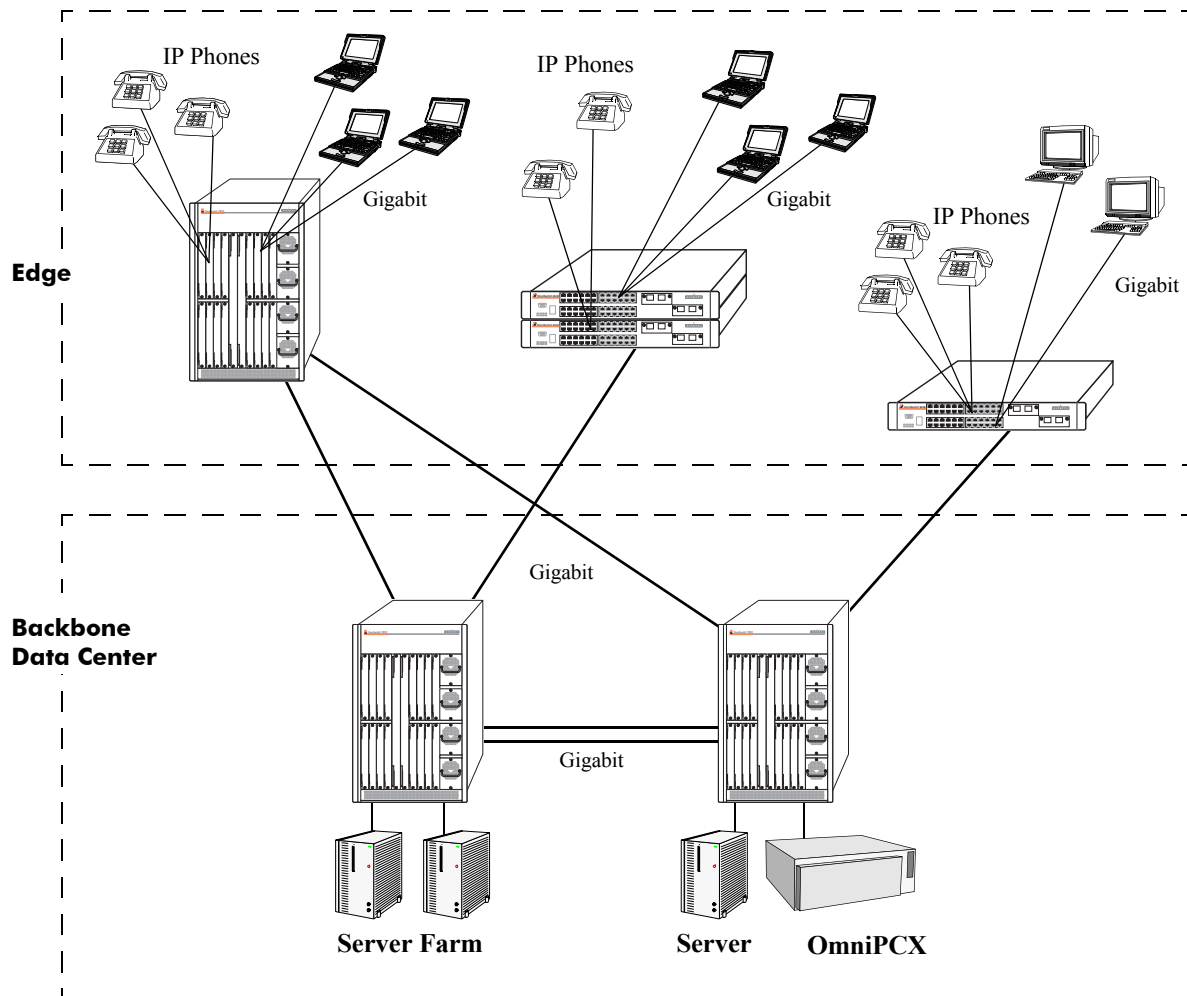 IP Phones
IP Phones
Gigabit
Gigabit
IP Phones
Edge
Gigabit
Gigabit
Backbone
Data Center
Gigabit
Server Farm
Server
OmniPCX